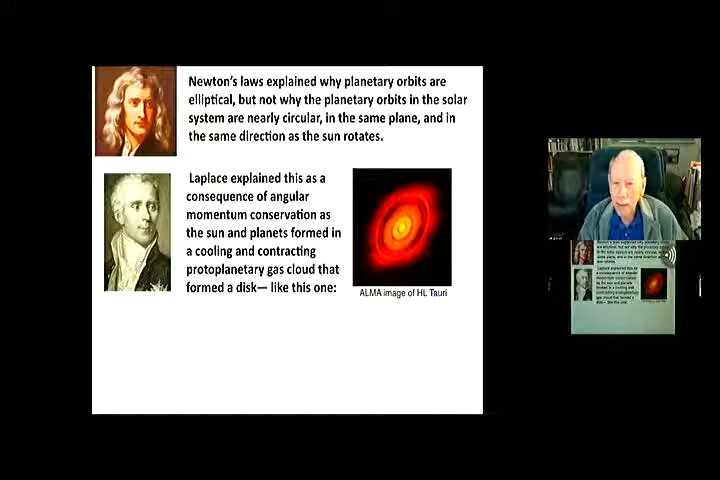 Newton's laws explained why planetary orbits are
elliptical, but not why the planetary orbits in the solar
system are nearly circular, in the same plane, and in
the same direction as the sun rotates.
Laplace explained this as a
consequence of angular
momentum conservation as
the sun and planets formed in
a cooling and contracting
protoplanetary gas cloud that
formed a disk— like this one:
ALMA image of HL Tauri